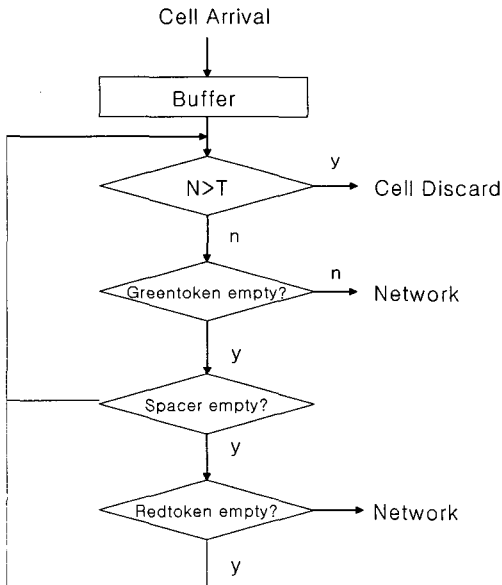 Cell Arrival
Buffer
y
N>T
Cell Discard
n
n
Greentoken empty?
Network
y
Spacer empty?
y
Redtoken empty?
Network
y